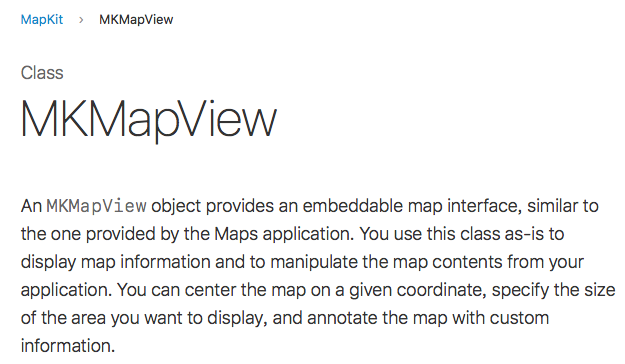 MapKit > MKMapView
Class
MKMapView
An MKMapView object provides an embeddable map interface, similar to
the one provided by the Maps application. You use this class as-is to
display map information and to manipulate the map contents from your
application. You can center the map on a given coordinate, specify the size
of the area you want to display, and annotate the map with custom
information.